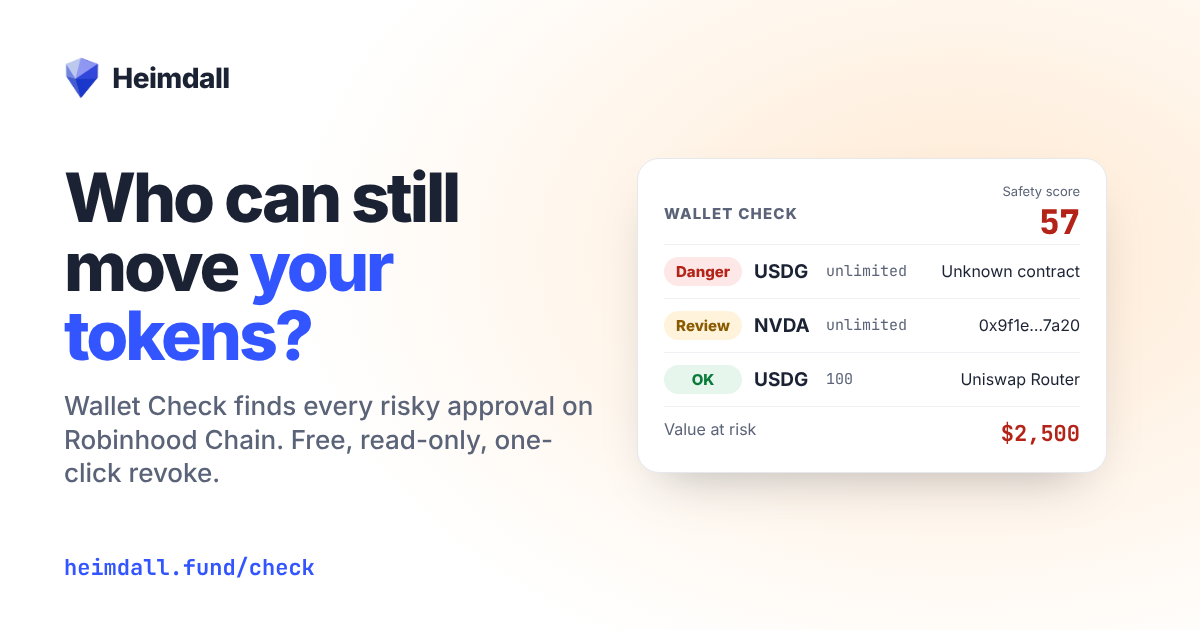 Heimdall
Who can still
move your
tokens?
Wallet Check finds every risky approval on
Robinhood Chain. Free, read-only, one-
click revoke.
heimdall.fund/check
WALLET CHECK
Safety score
57
Danger USDG unlimited Unknown contract
Review NVDA unlimited 0x9f1e…7a20
OK USDG 100 Uniswap Router
Value at risk $2,500